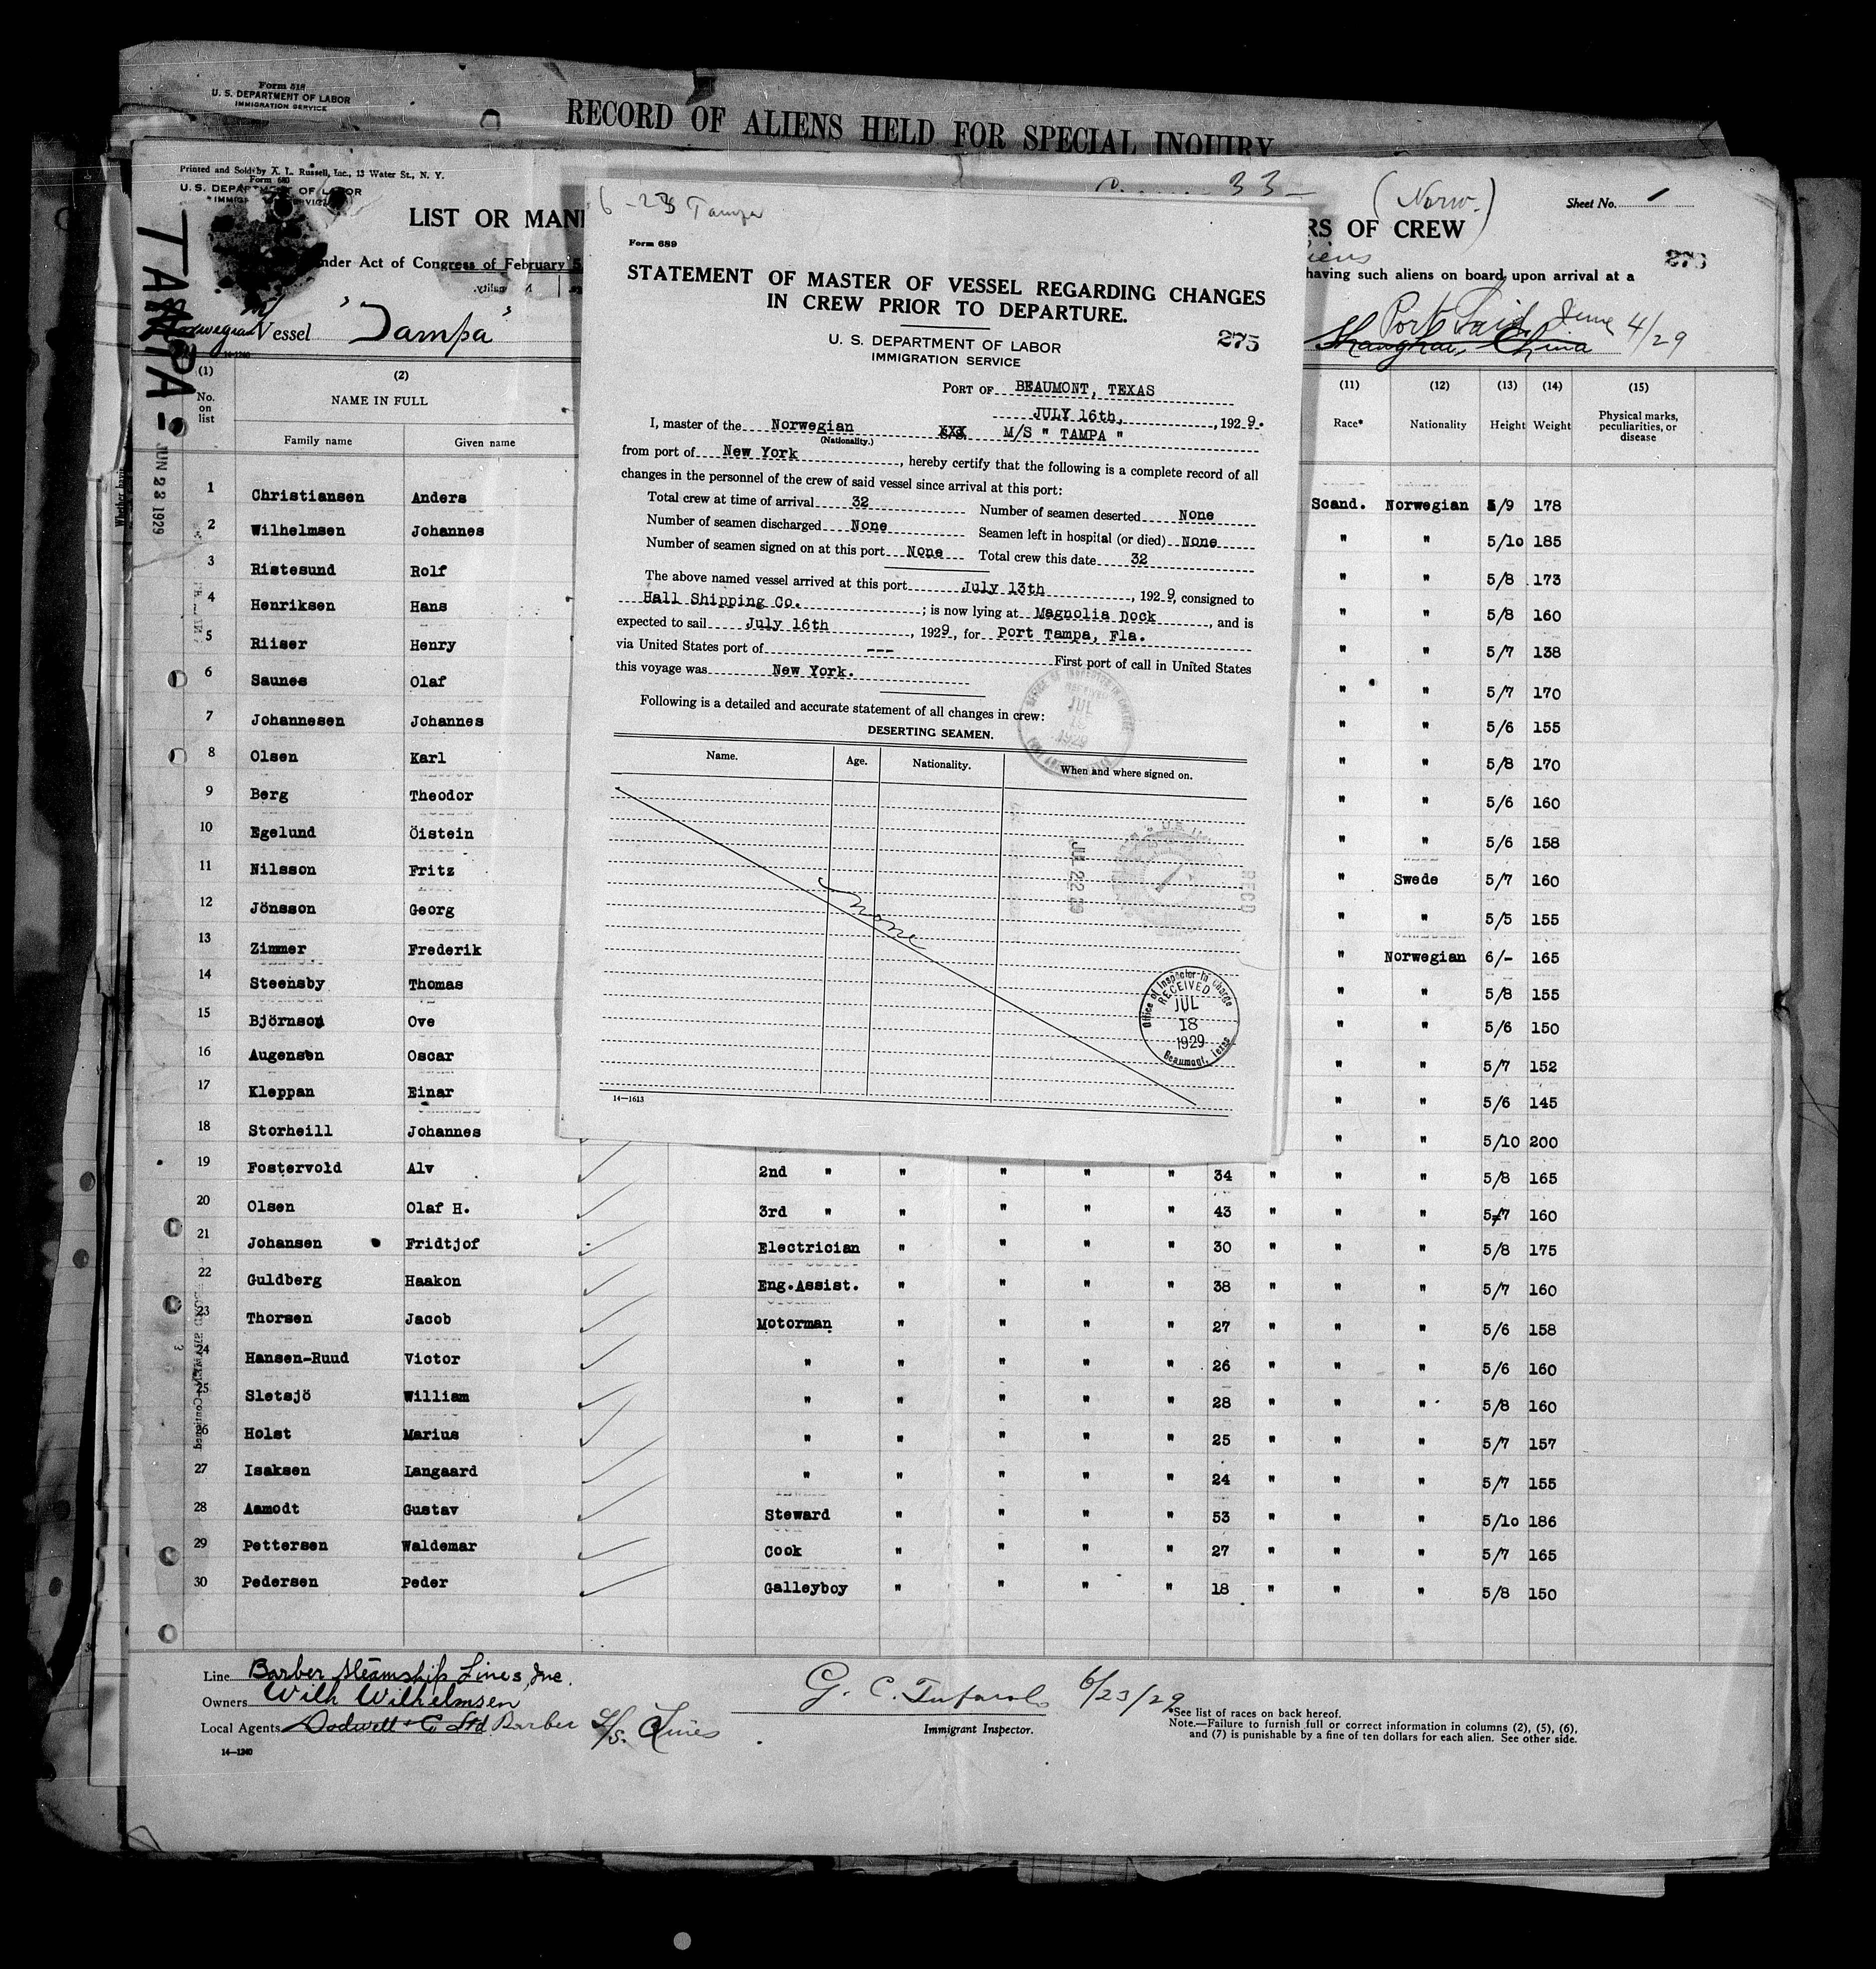 Form 518
U. S. DEPARTMENT OF LABOR
IMMIGRATION SERVICE
RECORD OF ALIENS HELD FOR SPECIAL INQUIRY
Printed and Sold by X. L. Russell, Inc., 13 Water St., N. Y.
Form 680
U. S. DEPARTMENT OF LABOR
TAMPA -
JUN 23 1929
LIST OR MANI
RS OF CREW
33-
(Norw.)
Sheet No. 1
273
nder Act of Congress of February 5
having such aliens on board upon arrival at a
Norwegian Vessel "Tampa"
Port Said June 4/29
Shanghai, China
(1) (2) (11) (12) (13) (14) (15)
No. on list
NAME IN FULL
Family name Given name
Race* Nationality Height Weight Physical marks, peculiarities, or disease
1 Christiansen Anders Scand. Norwegian 5/9 178
2 Wilhelmsen Johannes " " 5/10 185
3 Ristesund Rolf " " 5/8 173
4 Henriksen Hans " " 5/8 160
5 Riiser Henry " " 5/7 138
6 Saunes Olaf " " 5/7 170
7 Johannesen Johannes " " 5/6 155
8 Olsen Karl " " 5/8 170
9 Berg Theodor " " 5/6 160
10 Egelund Öistein " " 5/6 158
11 Nilsson Fritz " Swede 5/7 160
12 Jönsson Georg " " 5/5 155
13 Zimmer Frederik " Norwegian 6/- 165
14 Steensby Thomas " " 5/8 155
15 Björnson Ove " " 5/6 150
16 Augensen Oscar " " 5/7 152
17 Kleppan Einar " " 5/6 145
18 Storheill Johannes " " 5/10 200
19 Fostervold Alv 2nd " " " " " 34 " " " 5/8 165
20 Olsen Olaf H. 3rd " " " " " 43 " " " 5/7 160
21 Johansen Fridtjof Electrician " " " " 30 " " " 5/8 175
22 Guldberg Haakon Eng.Assist. " " " " 38 " " " 5/7 160
23 Thorsen Jacob Motorman " " " " 27 " " " 5/6 158
24 Hansen-Ruud Victor " " " " " 26 " " " 5/6 160
25 Sletsjö William " " " " " 28 " " " 5/8 160
26 Holst Marius " " " " " 25 " " " 5/7 157
27 Isaksen Langaard " " " " " 24 " " " 5/7 155
28 Aamodt Gustav Steward " " " " 53 " " " 5/10 186
29 Pettersen Waldemar Cook " " " " 27 " " " 5/7 165
30 Pedersen Peder Galleyboy " " " " 18 " " " 5/8 150
Line Barber Steamship Lines, Inc.
Owners Wilh Wilhelmsen
Local Agents Dodwell & C Ltd Barber S/S. Lines
14-1240
6/23/29
Immigrant Inspector.
*See list of races on back hereof.
Note.—Failure to furnish full or correct information in columns (2), (5), (6),
and (7) is punishable by a fine of ten dollars for each alien. See other side.
6-23 Tampa
Form 689
STATEMENT OF MASTER OF VESSEL REGARDING CHANGES
IN CREW PRIOR TO DEPARTURE.
U. S. DEPARTMENT OF LABOR
IMMIGRATION SERVICE
275
PORT OF BEAUMONT, TEXAS
JULY 16th, , 1929.
I, master of the Norwegian XXX M/S " TAMPA "
(Nationality.)
from port of New York , hereby certify that the following is a complete record of all
changes in the personnel of the crew of said vessel since arrival at this port:
Total crew at time of arrival 32 Number of seamen deserted None
Number of seamen discharged None Seamen left in hospital (or died) None
Number of seamen signed on at this port None Total crew this date 32
The above named vessel arrived at this port July 13th , 1929, consigned to
Hall Shipping Co. ; is now lying at Magnolia Dock , and is
expected to sail July 16th , 1929, for Port Tampa, Fla.
via United States port of --- First port of call in United States
this voyage was New York.
Following is a detailed and accurate statement of all changes in crew:
DESERTING SEAMEN.
Name. Age. Nationality. When and where signed on.
None
JUL 1929
JUL 22 29
RECD
Office of Inspector in Charge
RECEIVED
JUL
18
1929
Beaumont, Texas
14—1613